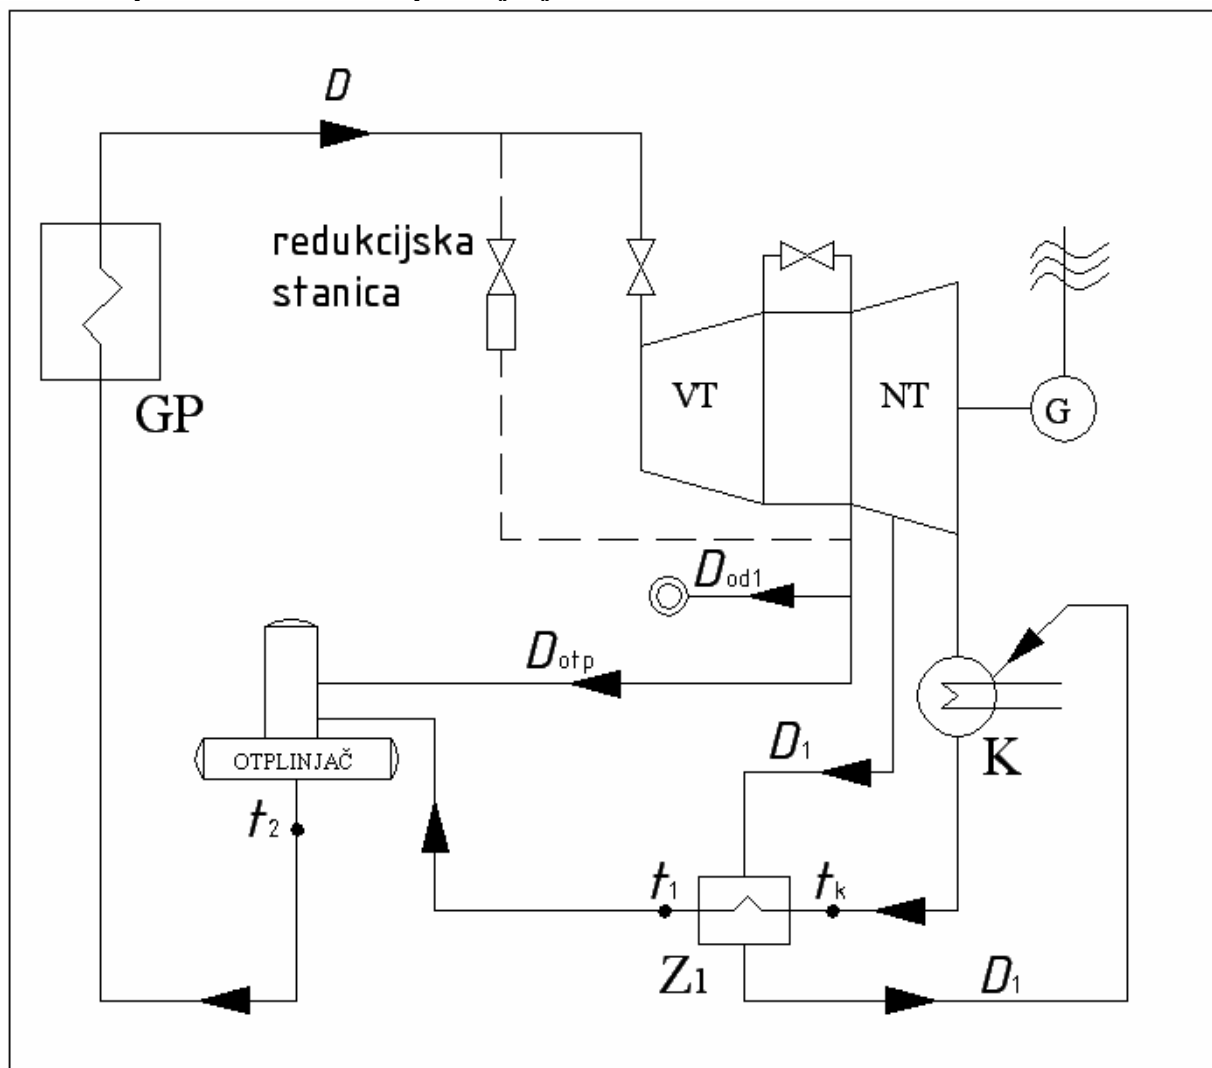 D
redukcijska
stanica
GP
VT
NT
G
Dod1
Dotp
OTPLINJAČ
K
D1
t2
t1
tk
Z1
D1